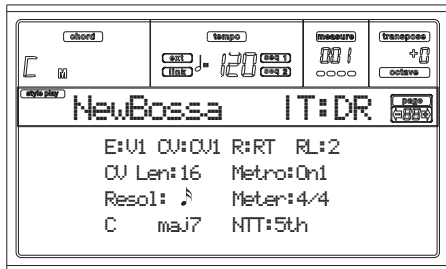 chord tempo measure transpose
C M ext link ♩= 120 seq 1 seq 2 001 +0 octave
style play NewBossa IT:DR page
E:V1 CV:CV1 R:RT RL:2
CV Len:16 Metro:On1
Resol: 𝅘𝅥𝅯 Meter:4/4
C maj7 NTT:5th